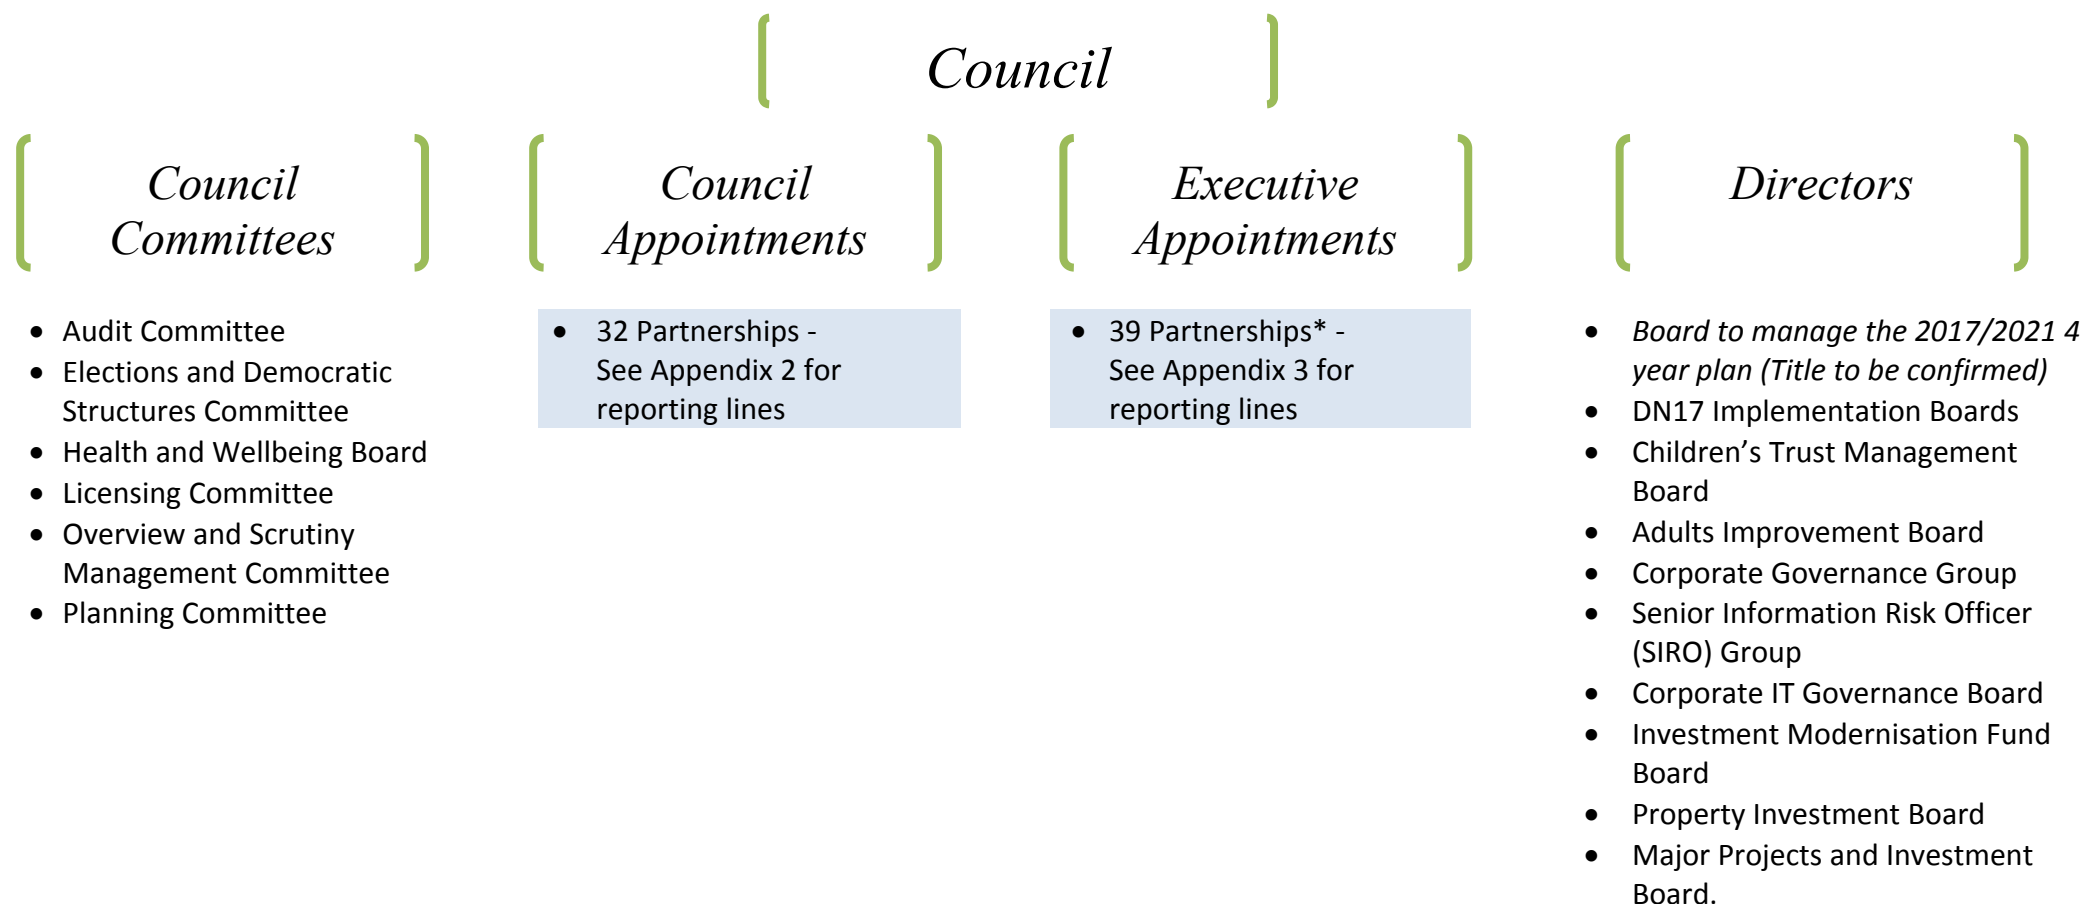 Council
Council
Committees
• Audit Committee
• Elections and Democratic
Structures Committee
• Health and Wellbeing Board
• Licensing Committee
• Overview and Scrutiny
Management Committee
• Planning Committee
Council
Appointments
• 32 Partnerships -
See Appendix 2 for
reporting lines
Executive
Appointments
• 39 Partnerships* -
See Appendix 3 for
reporting lines
Directors
• Board to manage the 2017/2021 4
year plan (Title to be confirmed)
• DN17 Implementation Boards
• Children’s Trust Management
Board
• Adults Improvement Board
• Corporate Governance Group
• Senior Information Risk Officer
(SIRO) Group
• Corporate IT Governance Board
• Investment Modernisation Fund
Board
• Property Investment Board
• Major Projects and Investment
Board.